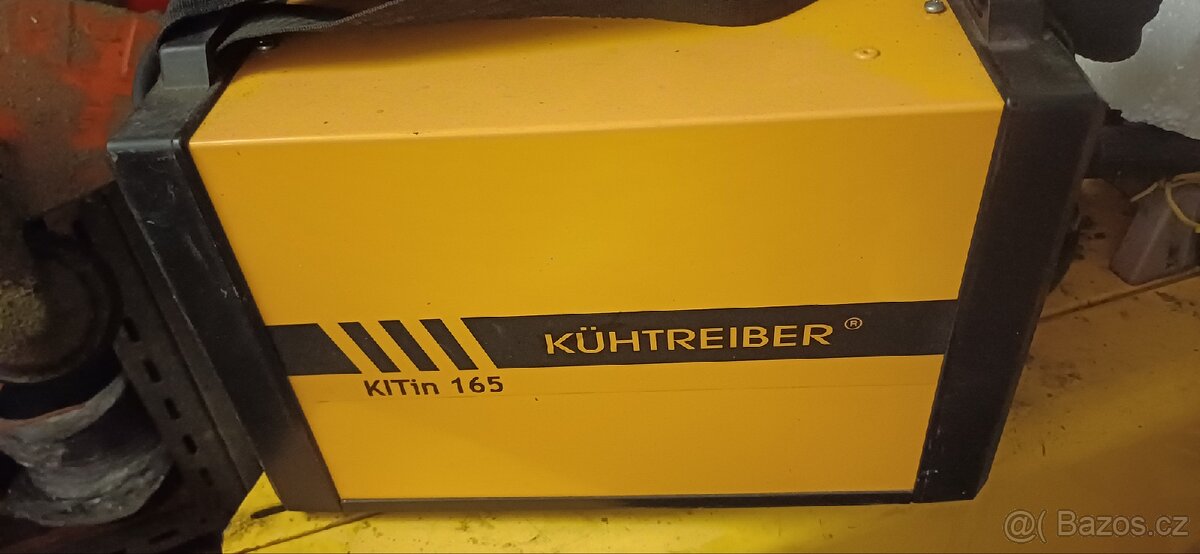 KÜHTREIBER ®
KITin 165
@( Bazos.cz